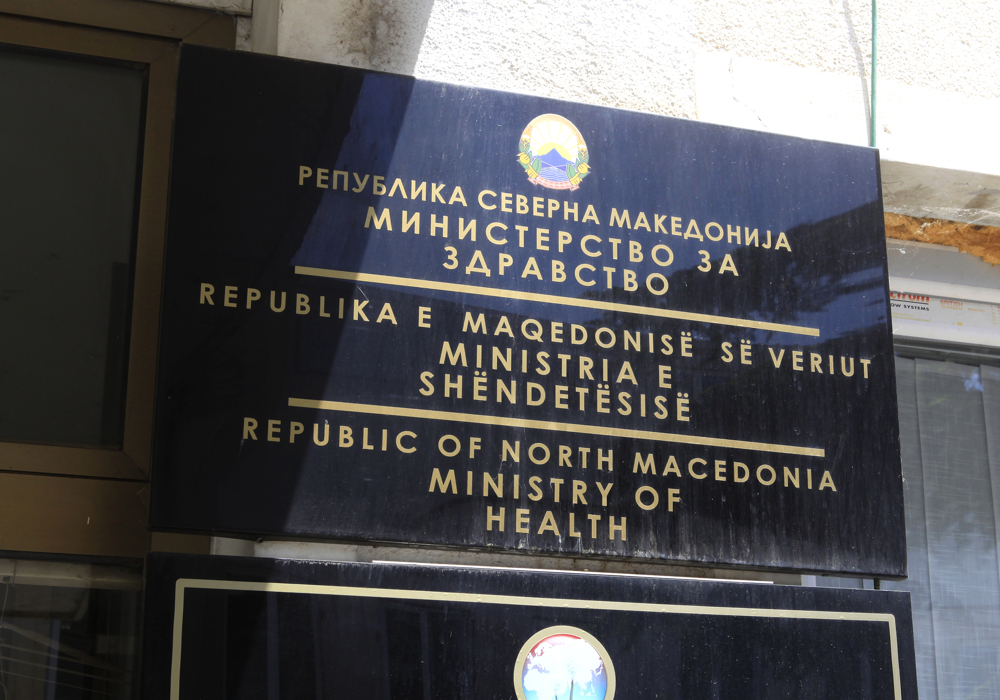 РЕПУБЛИКА СЕВЕРНА МАКЕДОНИЈА
МИНИСТЕРСТВО ЗА
ЗДРАВСТВО
REPUBLIKA E MAQEDONISË SË VERIUT
MINISTRIA E
SHËNDETËSISË
REPUBLIC OF NORTH MACEDONIA
MINISTRY OF
HEALTH
SYSTEMS